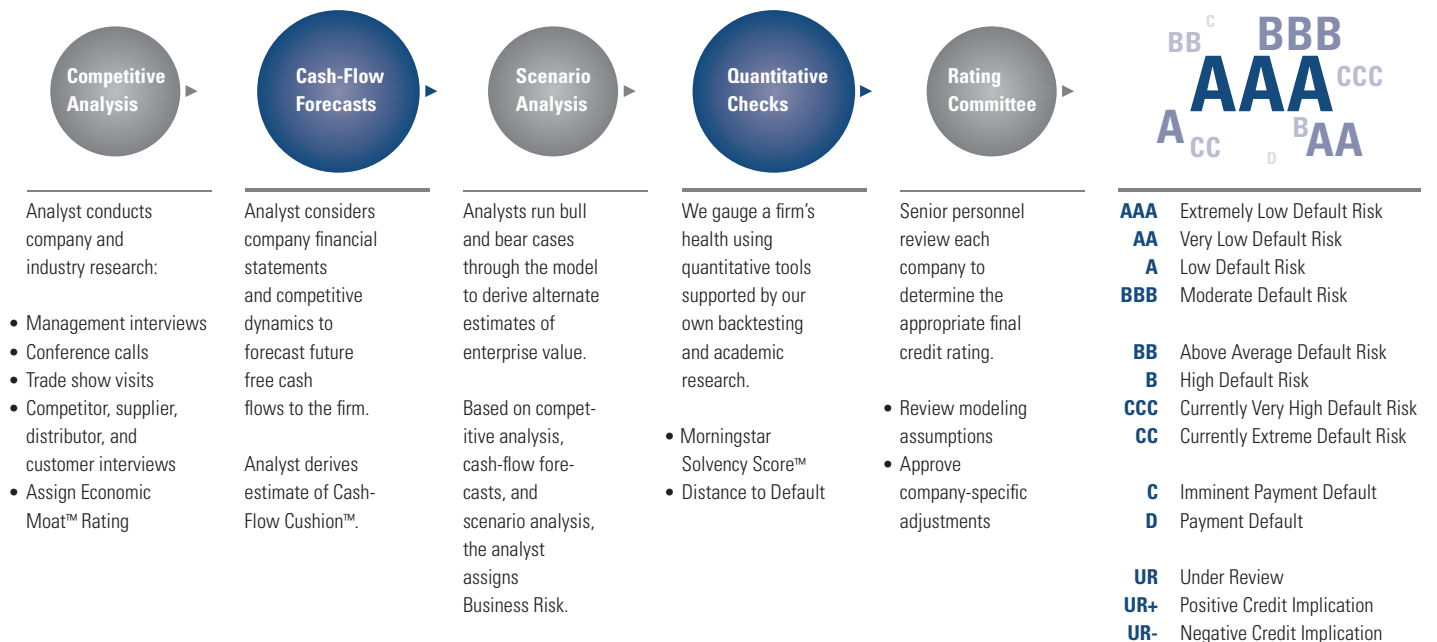 Competitive
Analysis
Cash-Flow
Forecasts
Scenario
Analysis
Quantitative
Checks
Rating
Committee
C
BB
BBB
AAA
CCC
A
CC
B
AA
D
Analyst conducts
company and
industry research:
• Management interviews
• Conference calls
• Trade show visits
• Competitor, supplier,
distributor, and
customer interviews
• Assign Economic
Moat™ Rating
Analyst considers
company financial
statements
and competitive
dynamics to
forecast future
free cash
flows to the firm.
Analyst derives
estimate of Cash-
Flow Cushion™.
Analysts run bull
and bear cases
through the model
to derive alternate
estimates of
enterprise value.
Based on compet-
itive analysis,
cash-flow fore-
casts, and
scenario analysis,
the analyst
assigns
Business Risk.
We gauge a firm's
health using
quantitative tools
supported by our
own backtesting
and academic
research.
• Morningstar
Solvency Score™
• Distance to Default
Senior personnel
review each
company to
determine the
appropriate final
credit rating.
• Review modeling
assumptions
• Approve
company-specific
adjustments
AAA Extremely Low Default Risk
AA Very Low Default Risk
A Low Default Risk
BBB Moderate Default Risk
BB Above Average Default Risk
B High Default Risk
CCC Currently Very High Default Risk
CC Currently Extreme Default Risk
C Imminent Payment Default
D Payment Default
UR Under Review
UR+ Positive Credit Implication
UR- Negative Credit Implication